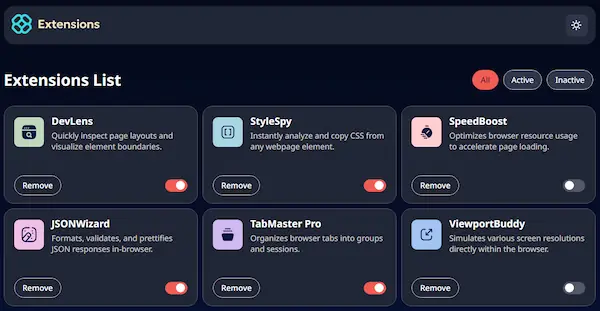 Extensions
Extensions List
All
Active
Inactive
DevLens
Quickly inspect page layouts and
visualize element boundaries.
Remove
StyleSpy
Instantly analyze and copy CSS from
any webpage element.
Remove
SpeedBoost
Optimizes browser resource usage
to accelerate page loading.
Remove
JSONWizard
Formats, validates, and prettifies
JSON responses in-browser.
Remove
TabMaster Pro
Organizes browser tabs into groups
and sessions.
Remove
ViewportBuddy
Simulates various screen resolutions
directly within the browser.
Remove